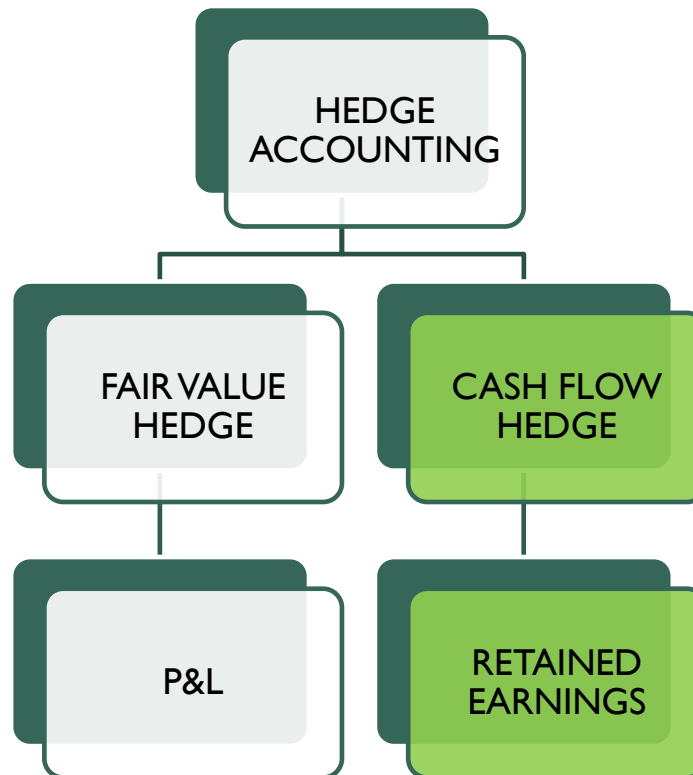 HEDGE
ACCOUNTING
FAIR VALUE
HEDGE
CASH FLOW
HEDGE
P&L
RETAINED
EARNINGS